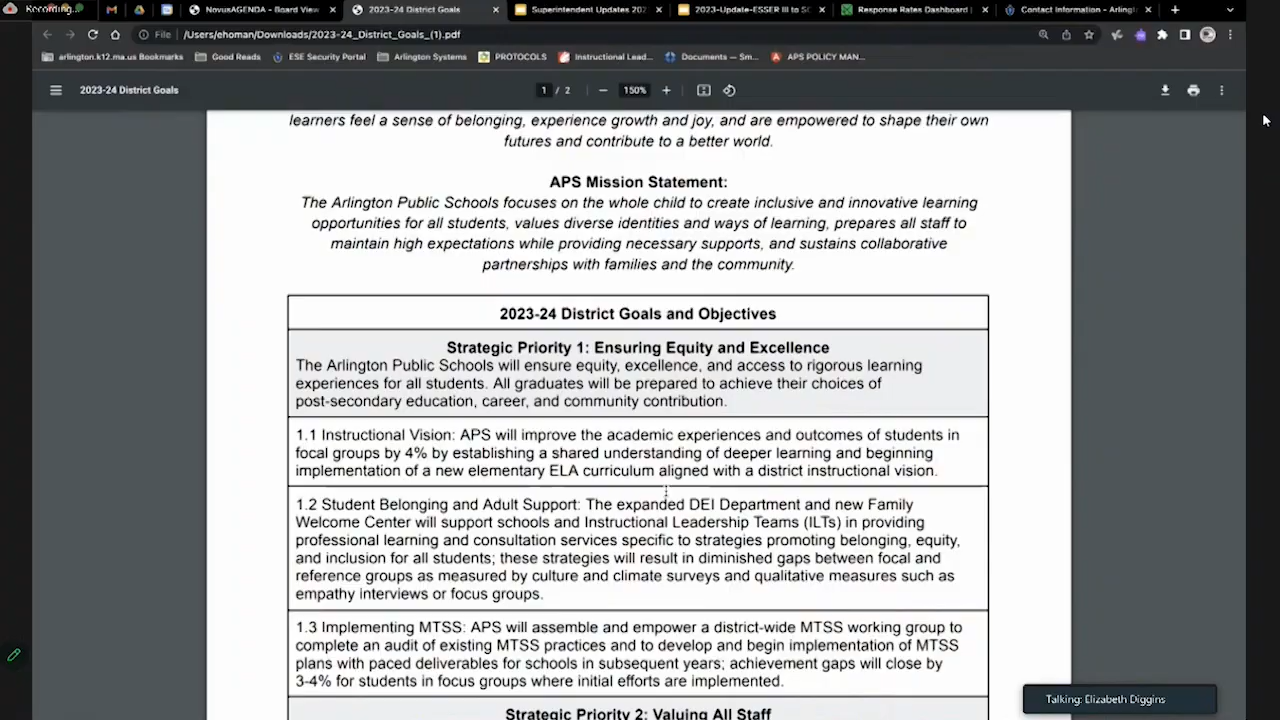 Recording...
NovusAGENDA - Board View
2023-24 District Goals
Superintendent Updates 202
2023-Update-ESSER III to SC
Response Rates Dashboard
Contact Information - Arling
File /Users/ehoman/Downloads/2023-24_District_Goals_(1).pdf
arlington.k12.ma.us Bookmarks
Good Reads
ESE Security Portal
Arlington Systems
PROTOCOLS
Instructional Lead...
Documents — Sm...
APS POLICY MAN...
2023-24 District Goals
1 / 2
150%
learners feel a sense of belonging, experience growth and joy, and are empowered to shape their own
futures and contribute to a better world.
APS Mission Statement:
The Arlington Public Schools focuses on the whole child to create inclusive and innovative learning
opportunities for all students, values diverse identities and ways of learning, prepares all staff to
maintain high expectations while providing necessary supports, and sustains collaborative
partnerships with families and the community.
2023-24 District Goals and Objectives
Strategic Priority 1: Ensuring Equity and Excellence
The Arlington Public Schools will ensure equity, excellence, and access to rigorous learning
experiences for all students. All graduates will be prepared to achieve their choices of
post-secondary education, career, and community contribution.
1.1 Instructional Vision: APS will improve the academic experiences and outcomes of students in
focal groups by 4% by establishing a shared understanding of deeper learning and beginning
implementation of a new elementary ELA curriculum aligned with a district instructional vision.
1.2 Student Belonging and Adult Support: The expanded DEI Department and new Family
Welcome Center will support schools and Instructional Leadership Teams (ILTs) in providing
professional learning and consultation services specific to strategies promoting belonging, equity,
and inclusion for all students; these strategies will result in diminished gaps between focal and
reference groups as measured by culture and climate surveys and qualitative measures such as
empathy interviews or focus groups.
1.3 Implementing MTSS: APS will assemble and empower a district-wide MTSS working group to
complete an audit of existing MTSS practices and to develop and begin implementation of MTSS
plans with paced deliverables for schools in subsequent years; achievement gaps will close by
3-4% for students in focus groups where initial efforts are implemented.
Strategic Priority 2: Valuing All Staff
Talking: Elizabeth Diggins